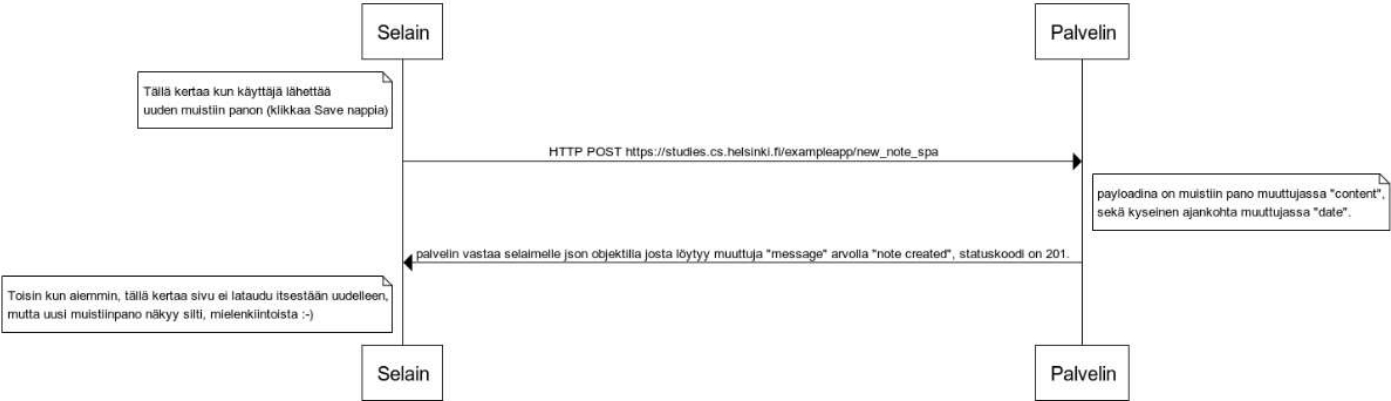 Selain
Palvelin
Tällä kertaa kun käyttäjä lähettää
uuden muistiin panon (klikkaa Save nappia)
HTTP POST https://studies.cs.helsinki.fi/exampleapp/new_note_spa
payloadina on muistiin pano muuttujassa "content",
sekä kyseinen ajankohta muuttujassa "date".
palvelin vastaa selaimelle json objektilla josta löytyy muuttuja "message" arvolla "note created", statuskoodi on 201.
Toisin kun aiemmin, tällä kertaa sivu ei lataudu itsestään uudelleen,
mutta uusi muistiinpano näkyy silti, mielenkiintoista :-)
Selain
Palvelin